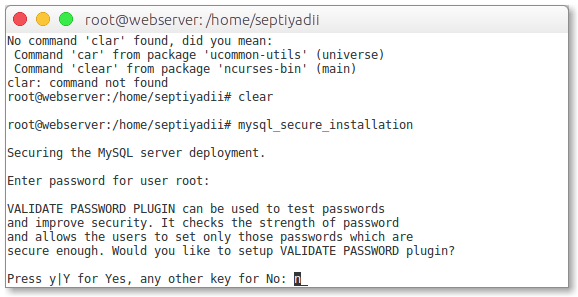 root@webserver: /home/septiyadii
No command 'clar' found, did you mean:
 Command 'car' from package 'ucommon-utils' (universe)
 Command 'clear' from package 'ncurses-bin' (main)
clar: command not found
root@webserver:/home/septiyadii# clear
root@webserver:/home/septiyadii# mysql_secure_installation
Securing the MySQL server deployment.
Enter password for user root:
VALIDATE PASSWORD PLUGIN can be used to test passwords
and improve security. It checks the strength of password
and allows the users to set only those passwords which are
secure enough. Would you like to setup VALIDATE PASSWORD plugin?
Press y|Y for Yes, any other key for No: n